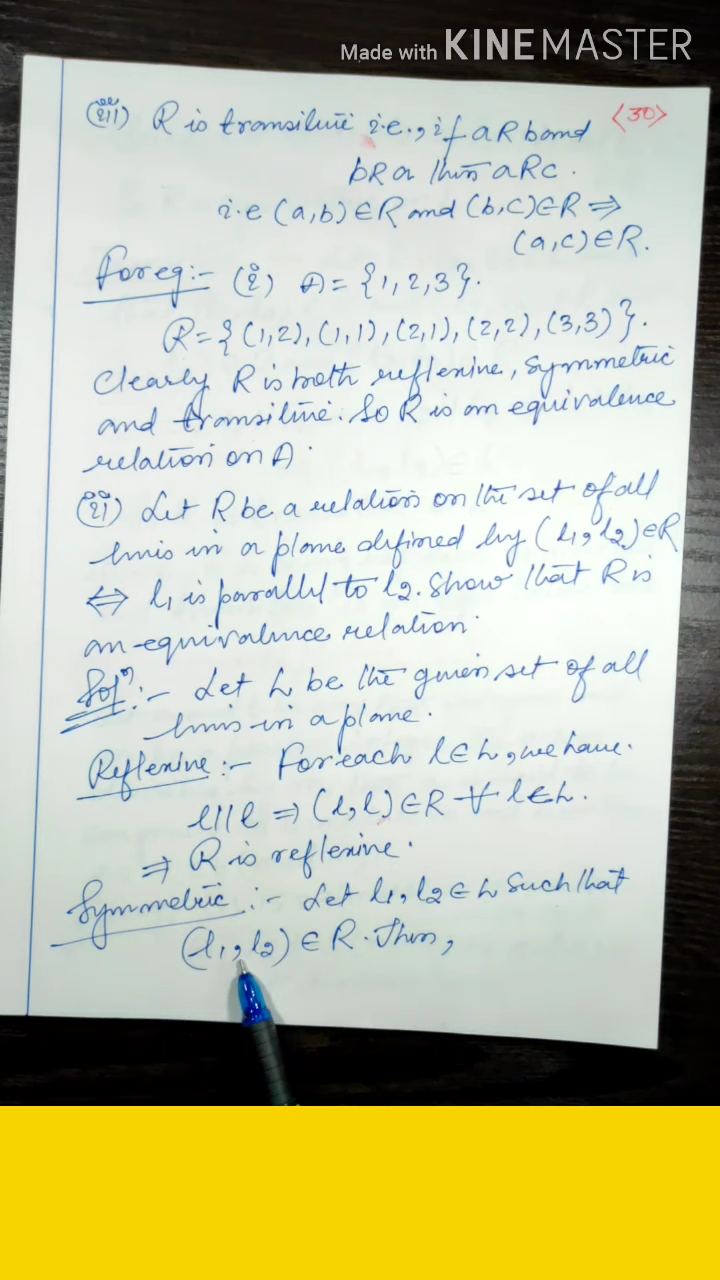 Made with KINEMASTER
(iii) R is transitive i.e., if aRb and <30>
bRa then aRc.
i.e (a,b) ∈ R and (b,c) ∈ R ⇒
(a,c) ∈ R.
For eg:- (i) A = {1,2,3}.
R = {(1,2), (1,1), (2,1), (2,2), (3,3)}.
Clearly R is both reflexive, symmetric
and transitive. So R is an equivalence
relation on A.
(ii) Let R be a relation on the set of all
lines in a plane defined by (l1, l2) ∈ R
⇔ l1 is parallel to l2. Show that R is
an equivalence relation.
Solⁿ:- Let L be the given set of all
lines in a plane.
Reflexive :- For each l ∈ L, we have.
l || l ⇒ (l, l) ∈ R ∀ l ∈ L.
⇒ R is reflexive.
Symmetric :- Let l1, l2 ∈ L Such that
(l1, l2) ∈ R. Then,